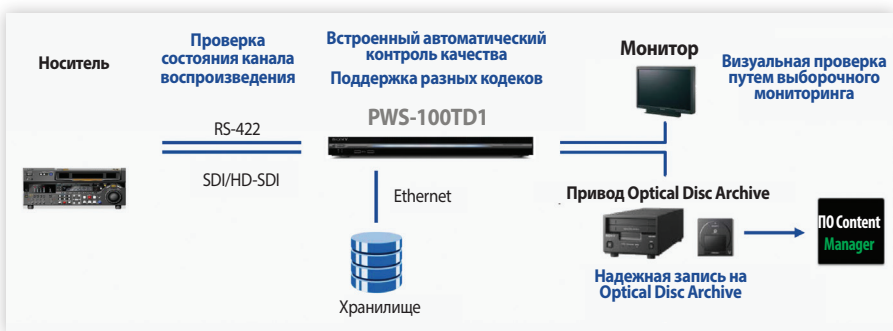 Носитель
Проверка
состояния канала
воспроизведения
Встроенный автоматический
контроль качества
Поддержка разных кодеков
Монитор
Визуальная проверка
путем выборочного
мониторинга
RS-422
SDI/HD-SDI
PWS-100TD1
SONY
Ethernet
Хранилище
Привод Optical Disc Archive
Надежная запись на
Optical Disc Archive
ПО Content
Manager